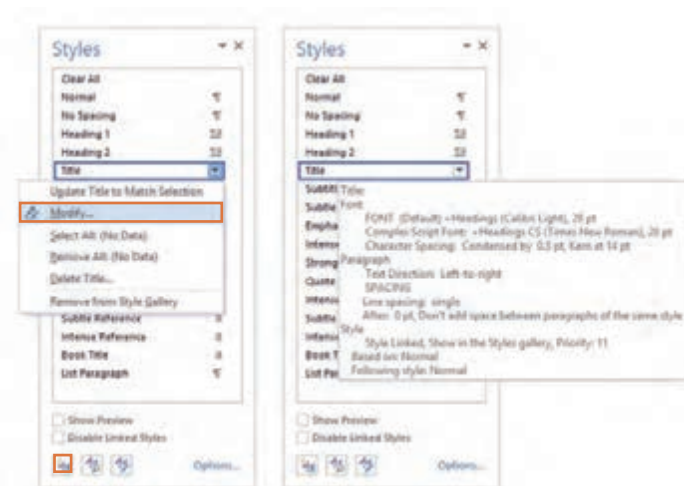 Styles
Clear All
Normal
No Spacing
Heading 1
Heading 2
Title
Update Title to Match Selection
Modify...
Select All: (No Data)
Remove All: (No Data)
Delete Title...
Remove from Style Gallery
Subtle Reference
Intense Reference
Book Title
List Paragraph
Show Preview
Disable Linked Styles
Options...
Styles
Clear All
Normal
No Spacing
Heading 1
Heading 2
Title
Title:
Font
FONT (Default) +Headings (Calibri Light), 28 pt
Complex Script Font: +Headings CS (Times New Roman), 28 pt
Character Spacing: Condensed by 0.5 pt, Kern at 14 pt
Strong
Paragraph
Text Direction: Left-to-right
Quote
SPACING
Line spacing: single
After: 0 pt, Don't add space between paragraphs of the same style
Style
Style Linked, Show in the Styles gallery, Priority: 11
Based on: Normal
Following style: Normal
Show Preview
Disable Linked Styles
Options...